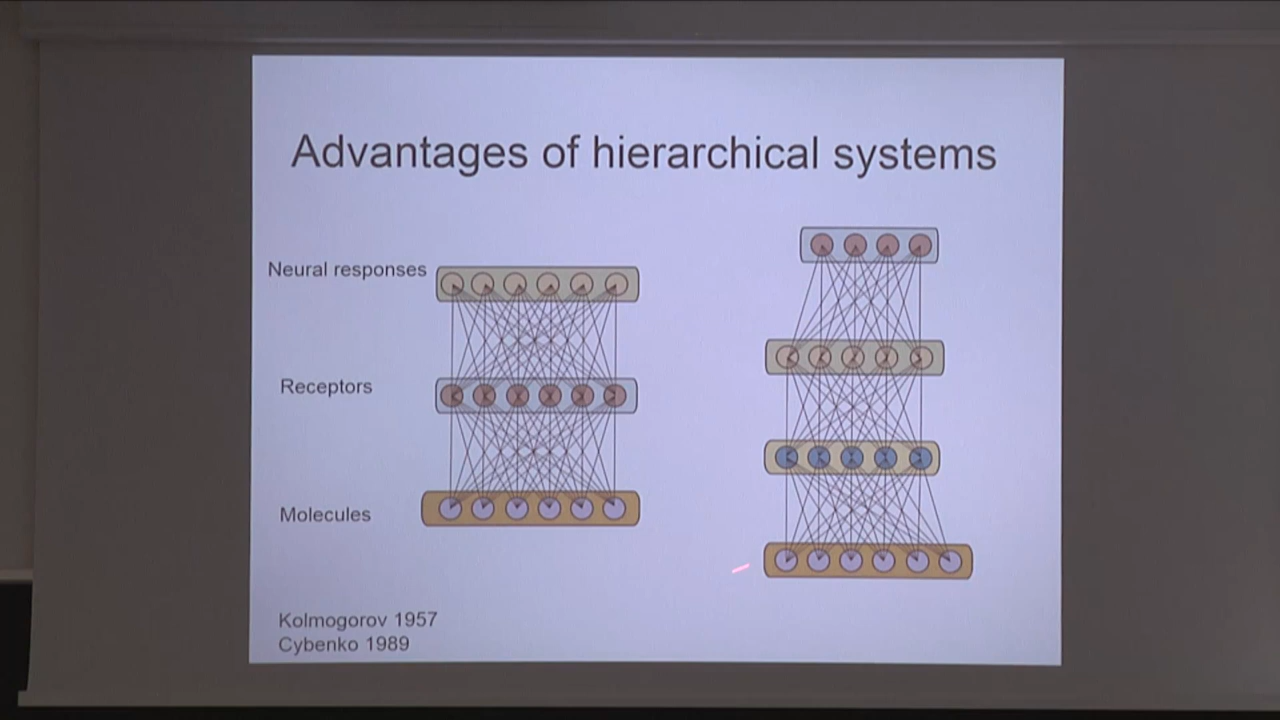 Advantages of hierarchical systems
Neural responses
Receptors
Molecules
Kolmogorov 1957
Cybenko 1989